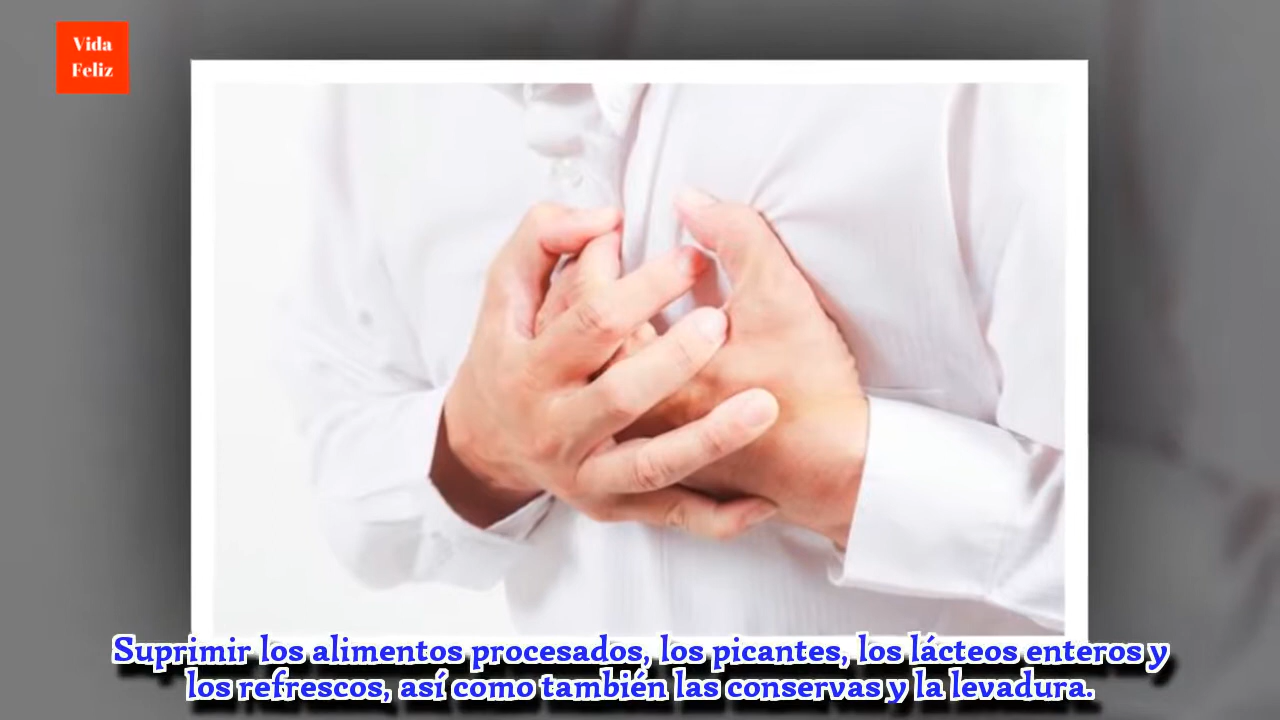 Vida
Feliz
Suprimir los alimentos procesados, los picantes, los lácteos enteros y
los refrescos, así como también las conservas y la levadura.